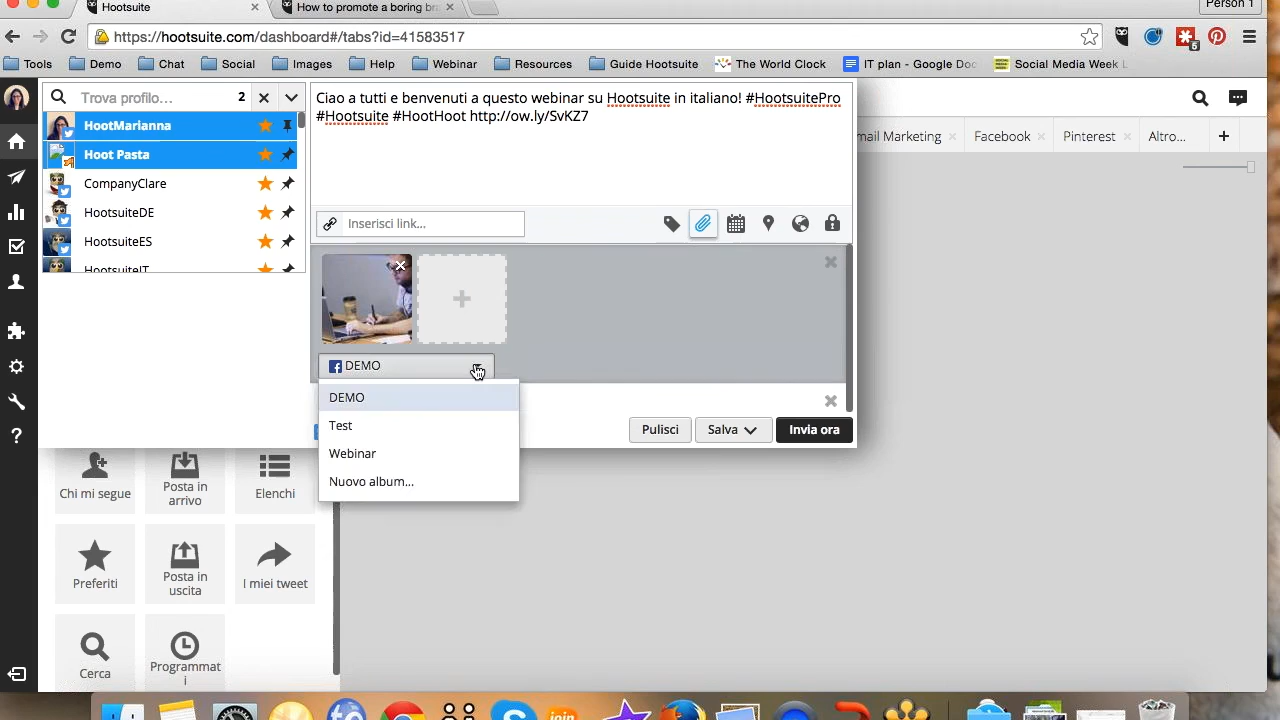 Hootsuite
How to promote a boring bra
Person 1
https://hootsuite.com/dashboard#/tabs?id=41583517
5
Tools
Demo
Chat
Social
Images
Help
Webinar
Resources
Guide Hootsuite
The World Clock
IT plan - Google Doc
Social Media Week L
Trova profilo...
2
HootMarianna
Hoot Pasta
CompanyClare
HootsuiteDE
HootsuiteES
HootsuiteIT
Ciao a tutti e benvenuti a questo webinar su Hootsuite in italiano! #HootsuitePro
#Hootsuite #HootHoot http://ow.ly/SvKZ7
Inserisci link...
mail Marketing
Facebook
Pinterest
Altro...
DEMO
DEMO
Test
Webinar
Nuovo album...
Pulisci
Salva
Invia ora
Chi mi segue
Posta in
arrivo
Elenchi
Preferiti
Posta in
uscita
I miei tweet
Cerca
Programmat
i
join